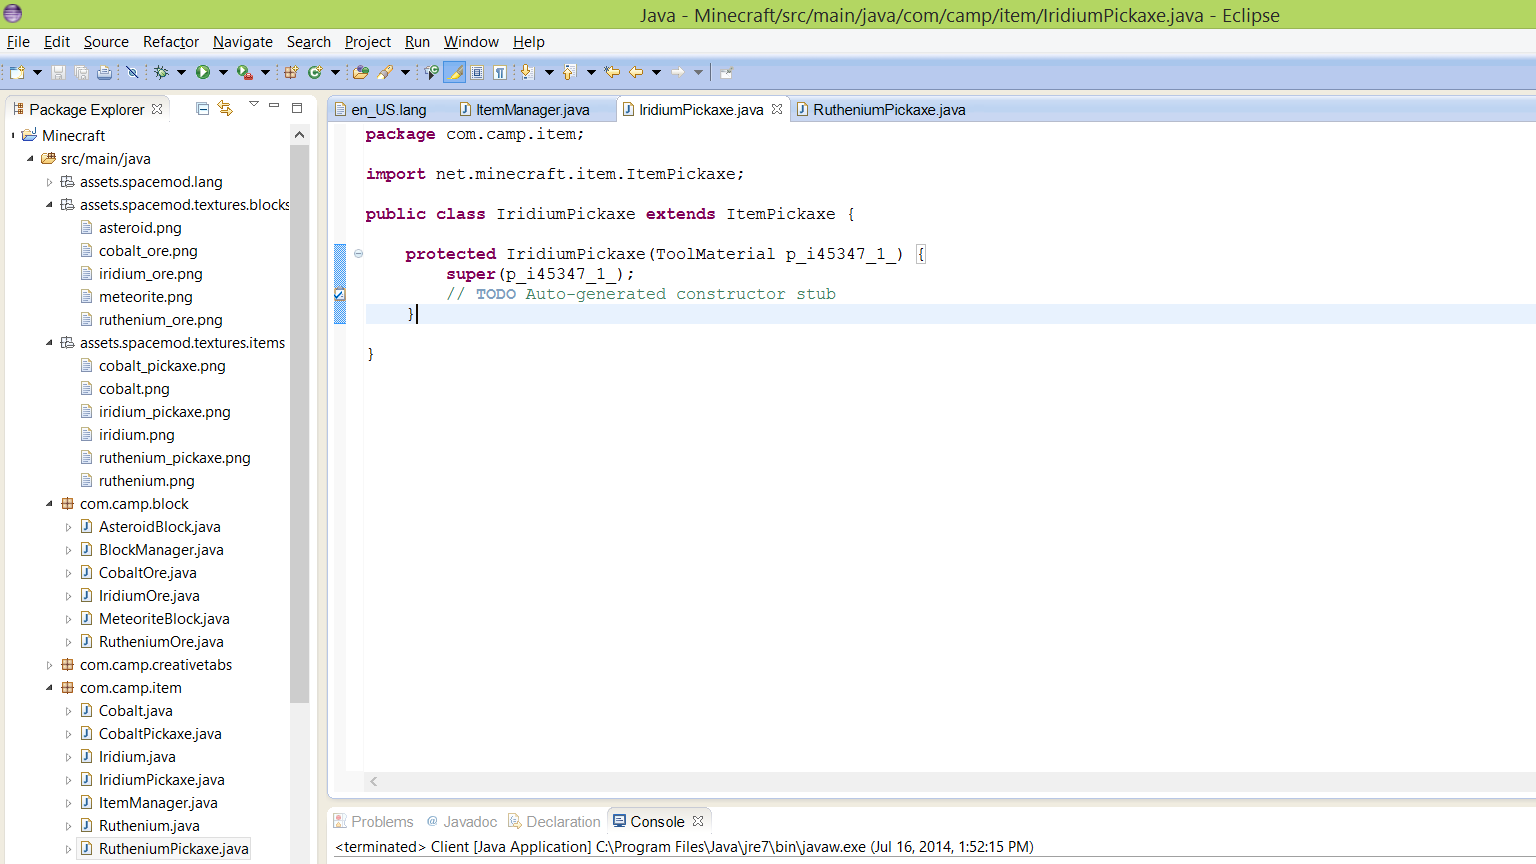 Java - Minecraft/src/main/java/com/camp/item/IridiumPickaxe.java - Eclipse
File Edit Source Refactor Navigate Search Project Run Window Help
Package Explorer
Minecraft
src/main/java
assets.spacemod.lang
assets.spacemod.textures.blocks
asteroid.png
cobalt_ore.png
iridium_ore.png
meteorite.png
ruthenium_ore.png
assets.spacemod.textures.items
cobalt_pickaxe.png
cobalt.png
iridium_pickaxe.png
iridium.png
ruthenium_pickaxe.png
ruthenium.png
com.camp.block
AsteroidBlock.java
BlockManager.java
CobaltOre.java
IridiumOre.java
MeteoriteBlock.java
RutheniumOre.java
com.camp.creativetabs
com.camp.item
Cobalt.java
CobaltPickaxe.java
Iridium.java
IridiumPickaxe.java
ItemManager.java
Ruthenium.java
RutheniumPickaxe.java
en_US.lang ItemManager.java IridiumPickaxe.java RutheniumPickaxe.java
package com.camp.item;
import net.minecraft.item.ItemPickaxe;
public class IridiumPickaxe extends ItemPickaxe {
protected IridiumPickaxe(ToolMaterial p_i45347_1_) {
super(p_i45347_1_);
// TODO Auto-generated constructor stub
}
}
Problems @ Javadoc Declaration Console
<terminated> Client [Java Application] C:\Program Files\Java\jre7\bin\javaw.exe (Jul 16, 2014, 1:52:15 PM)